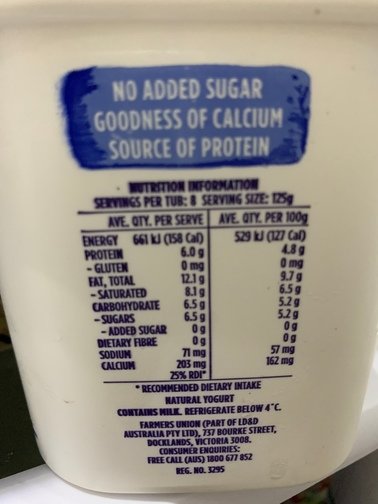 NO ADDED SUGAR
GOODNESS OF CALCIUM
SOURCE OF PROTEIN
NUTRITION INFORMATION
SERVINGS PER TUB: 8 SERVING SIZE: 125g
AVE. QTY. PER SERVE AVE. QTY. PER 100g
ENERGY 661 kJ (158 Cal) 529 kJ (127 Cal)
PROTEIN 6.0 g 4.8 g
- GLUTEN 0 mg 0 mg
FAT, TOTAL 12.1 g 9.7 g
- SATURATED 8.1 g 6.5 g
CARBOHYDRATE 6.5 g 5.2 g
- SUGARS 6.5 g 5.2 g
- ADDED SUGAR 0 g 0 g
DIETARY FIBRE 0 g 0 g
SODIUM 71 mg 57 mg
CALCIUM 203 mg 162 mg
25% RDI*
* RECOMMENDED DIETARY INTAKE
NATURAL YOGURT
CONTAINS MILK. REFRIGERATE BELOW 4°C.
FARMERS UNION (PART OF LD&D
AUSTRALIA PTY LTD), 737 BOURKE STREET,
DOCKLANDS, VICTORIA 3008.
CONSUMER ENQUIRIES:
FREE CALL (AUS) 1800 677 852
REG. NO. 3295